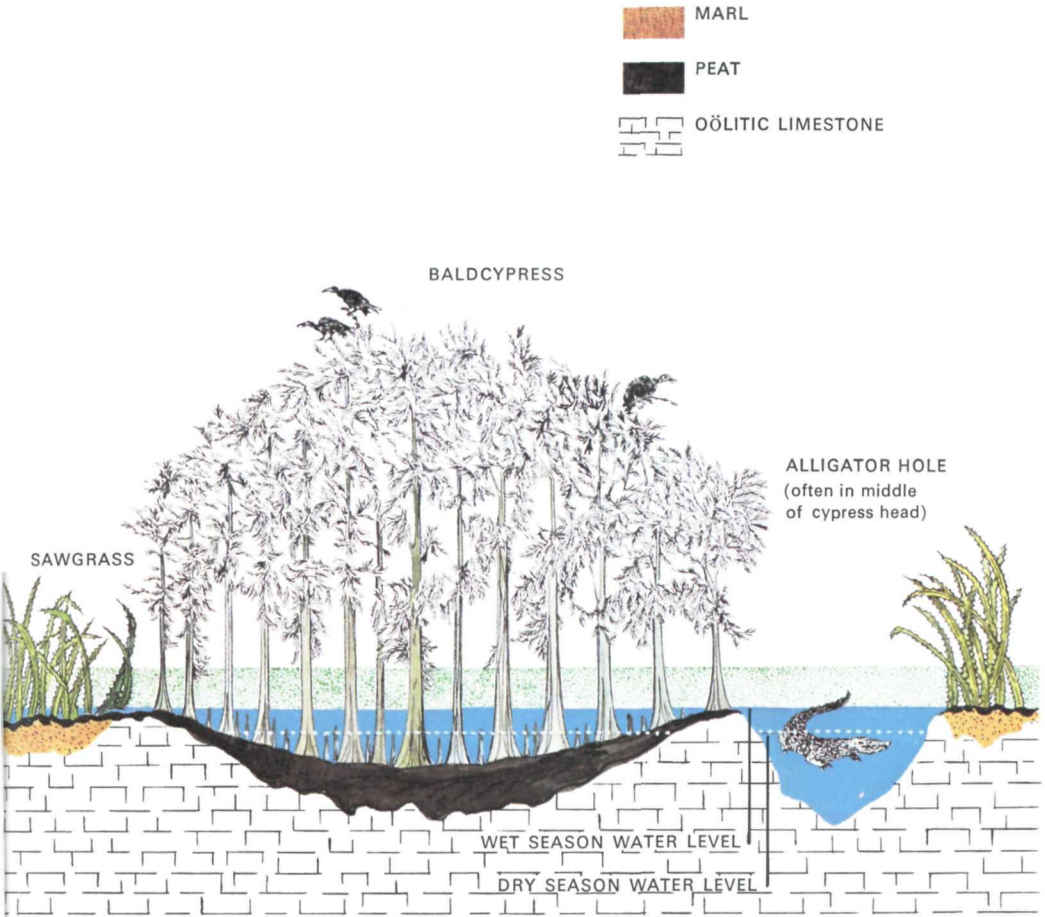 MARL
PEAT
OÖLITIC LIMESTONE
BALDCYPRESS
ALLIGATOR HOLE
(often in middle
of cypress head)
SAWGRASS
WET SEASON WATER LEVEL
DRY SEASON WATER LEVEL